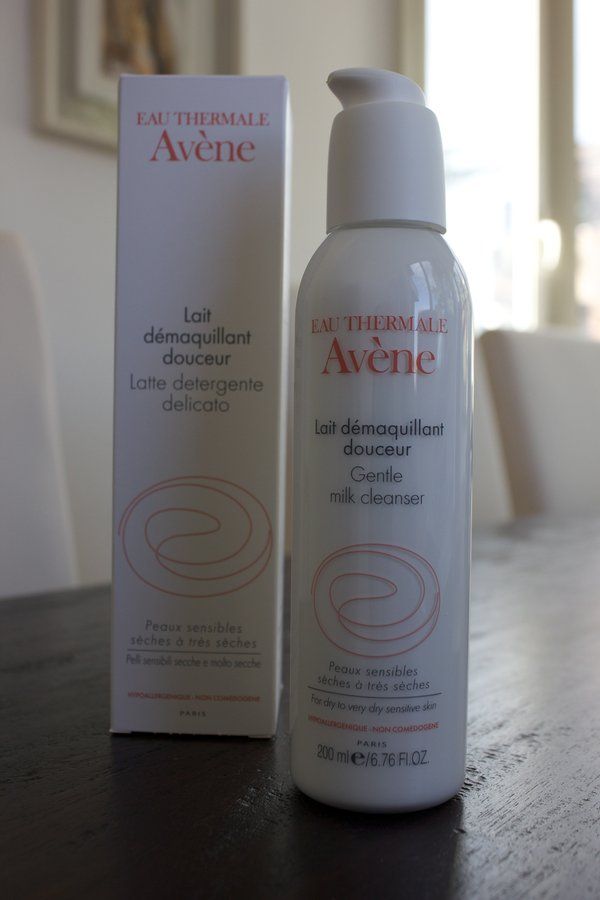 EAU THERMALE
Avène
Lait
démaquillant
douceur
Latte detergente
delicato
Peaux sensibles
sèches à très sèches
Pelli sensibili secche e molto secche
HYPOALLERGENIQUE - NON COMEDOGENE
PARIS
EAU THERMALE
Avène
Lait démaquillant
douceur
Gentle
milk cleanser
Peaux sensibles
sèches à très sèches
For dry to very dry sensitive skin
HYPOALLERGENIQUE - NON COMEDOGENE
PARIS
200 ml e/6.76 Fl.OZ.